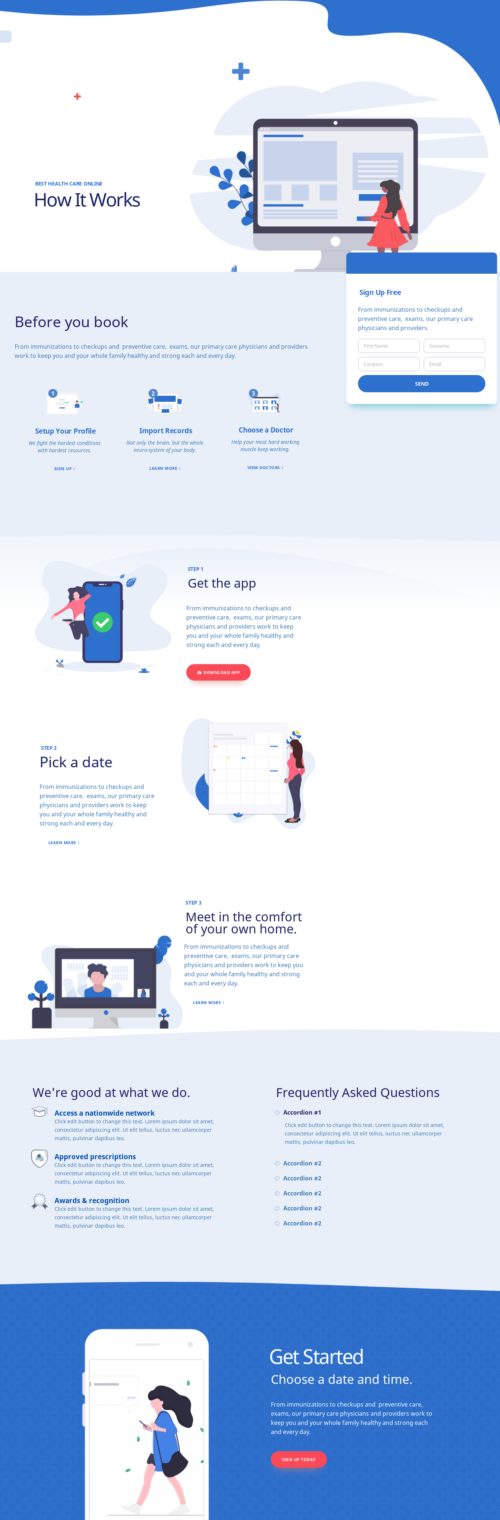 BEST HEALTH CARE ONLINE
How It Works
Sign Up Free
From immunizations to checkups and
preventive care, exams, our primary care
physicians and providers.
First Name
Surname
Location
Email
SEND
Before you book
From immunizations to checkups and preventive care, exams, our primary care physicians and providers
work to keep you and your whole family healthy and strong each and every day.
1
2
3
Setup Your Profile
We fight the hardest conditions
with hardest resources.
SIGN UP ›
Import Records
Not only the brain, but the whole
neuro-system of your body.
LEARN MORE ›
Choose a Doctor
Help your most hard working
muscle keep working.
VIEW DOCTORS ›
STEP 1
Get the app
From immunizations to checkups and
preventive care, exams, our primary care
physicians and providers work to keep
you and your whole family healthy and
strong each and every day.
DOWNLOAD APP
STEP 2
Pick a date
From immunizations to checkups and
preventive care, exams, our primary care
physicians and providers work to keep
you and your whole family healthy and
strong each and every day.
LEARN MORE ›
STEP 3
Meet in the comfort
of your own home.
From immunizations to checkups and
preventive care, exams, our primary care
physicians and providers work to keep you
and your whole family healthy and strong
each and every day.
LEARN MORE ›
We're good at what we do.
Access a nationwide network
Click edit button to change this text. Lorem ipsum dolor sit amet,
consectetur adipiscing elit. Ut elit tellus, luctus nec ullamcorper
mattis, pulvinar dapibus leo.
Approved prescriptions
Click edit button to change this text. Lorem ipsum dolor sit amet,
consectetur adipiscing elit. Ut elit tellus, luctus nec ullamcorper
mattis, pulvinar dapibus leo.
Awards & recognition
Click edit button to change this text. Lorem ipsum dolor sit amet,
consectetur adipiscing elit. Ut elit tellus, luctus nec ullamcorper
mattis, pulvinar dapibus leo.
Frequently Asked Questions
Accordion #1
Click edit button to change this text. Lorem ipsum dolor sit amet,
consectetur adipiscing elit. Ut elit tellus, luctus nec ullamcorper
mattis, pulvinar dapibus leo.
Accordion #2
Accordion #2
Accordion #2
Accordion #2
Accordion #2
Get Started
Choose a date and time.
From immunizations to checkups and preventive care,
exams, our primary care physicians and providers work to
keep you and your whole family healthy and strong each
and every day.
SIGN UP TODAY